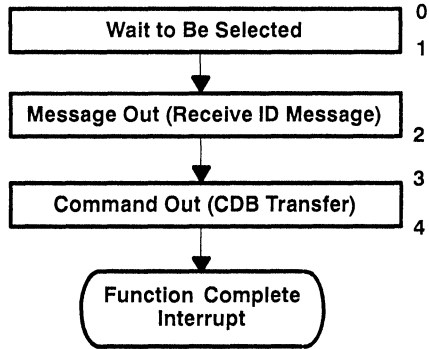 0
Wait to Be Selected
1
Message Out (Receive ID Message)
2
3
Command Out (CDB Transfer)
4
Function Complete
Interrupt